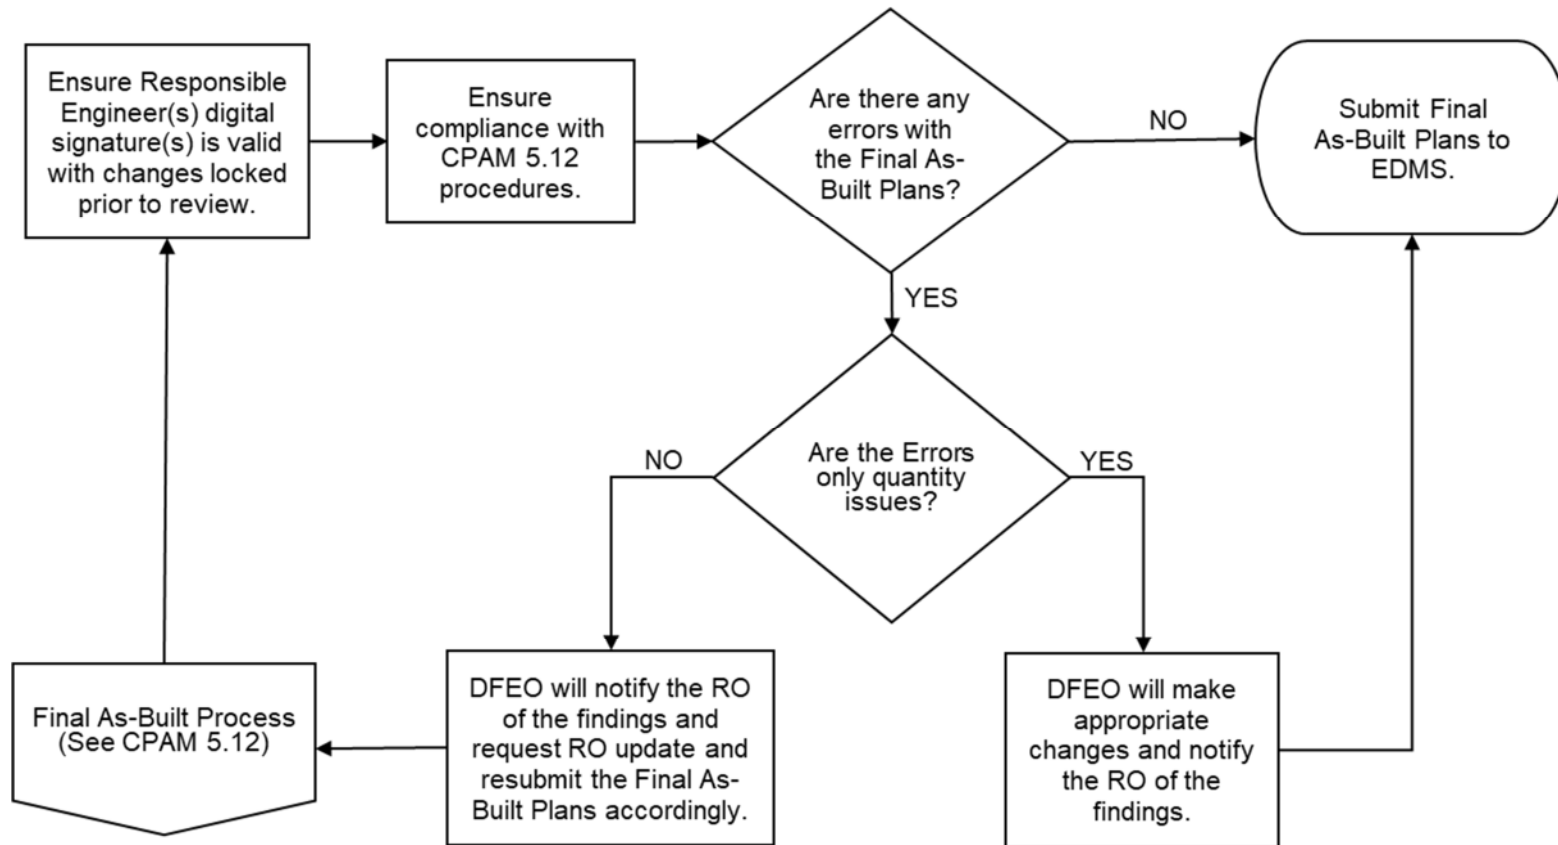 Ensure Responsible
Engineer(s) digital
signature(s) is valid
with changes locked
prior to review.
Ensure
compliance with
CPAM 5.12
procedures.
Are there any
errors with
the Final As-
Built Plans?
NO
Submit Final
As-Built Plans to
EDMS.
YES
Are the Errors
only quantity
issues?
NO
YES
Final As-Built Process
(See CPAM 5.12)
DFEO will notify the RO
of the findings and
request RO update and
resubmit the Final As-
Built Plans accordingly.
DFEO will make
appropriate
changes and notify
the RO of the
findings.